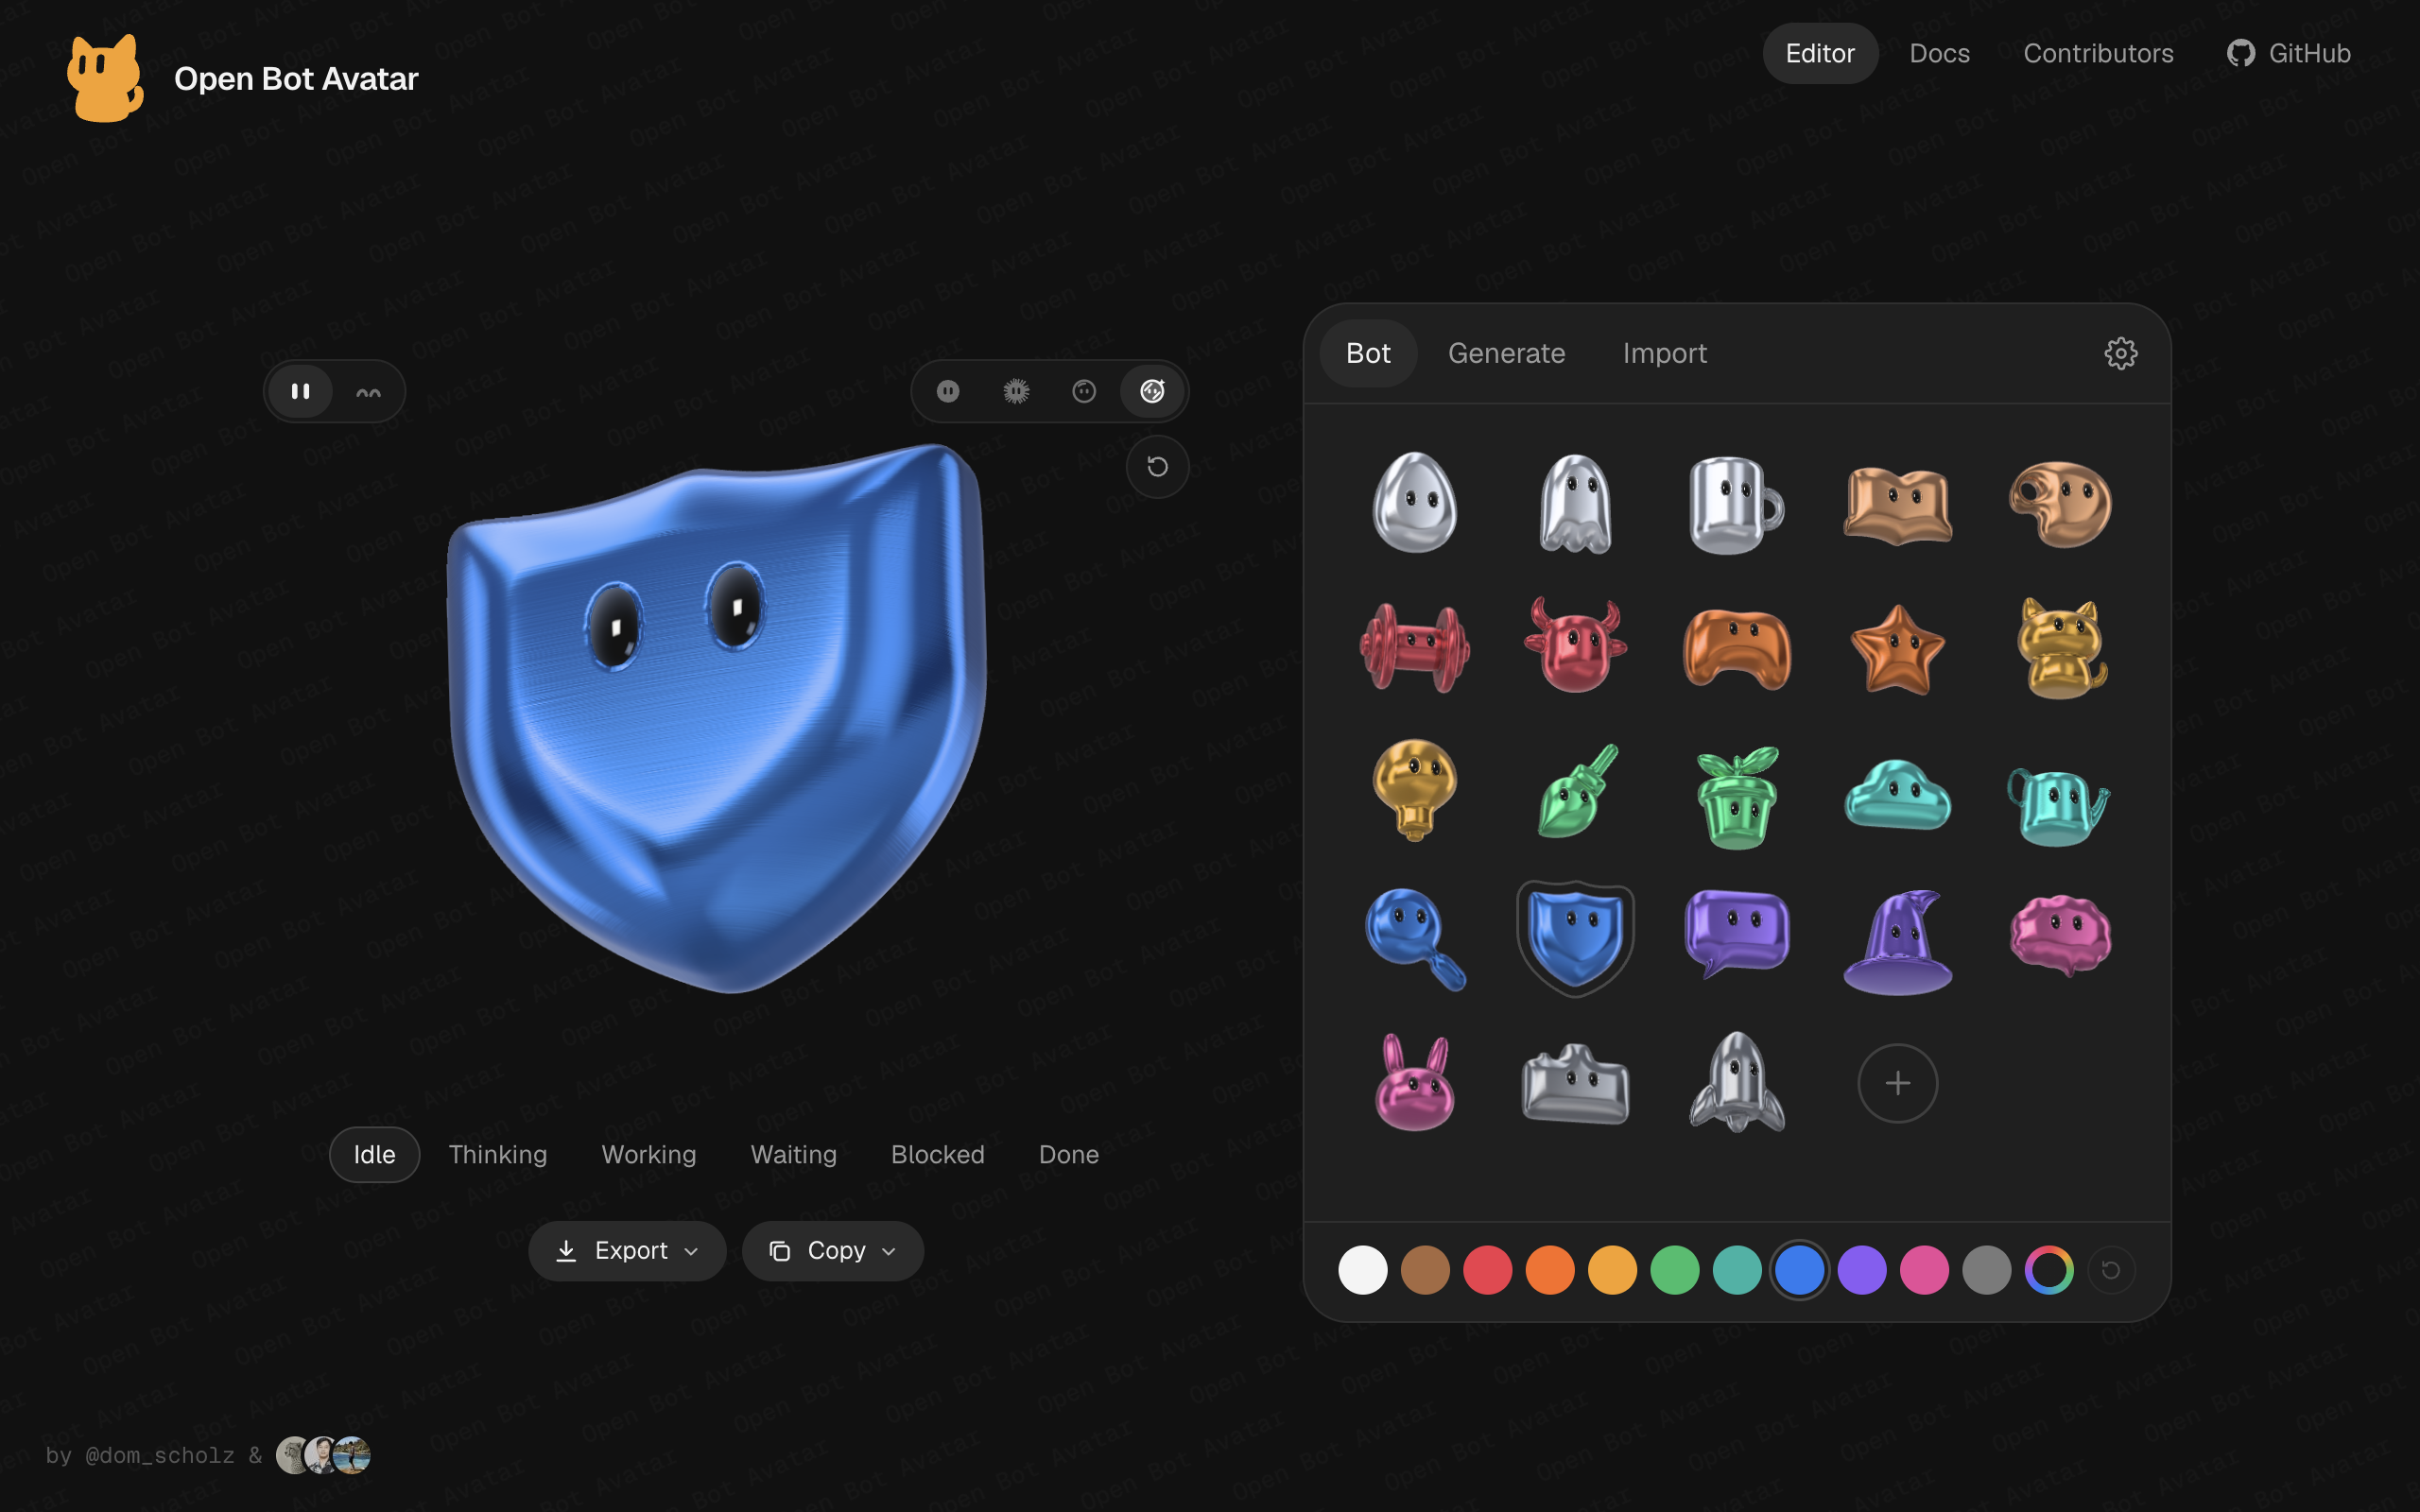 Open Bot Avatar
Editor
Docs
Contributors
GitHub
Bot
Generate
Import
Idle
Thinking
Working
Waiting
Blocked
Done
Export
Copy
by @dom_scholz &